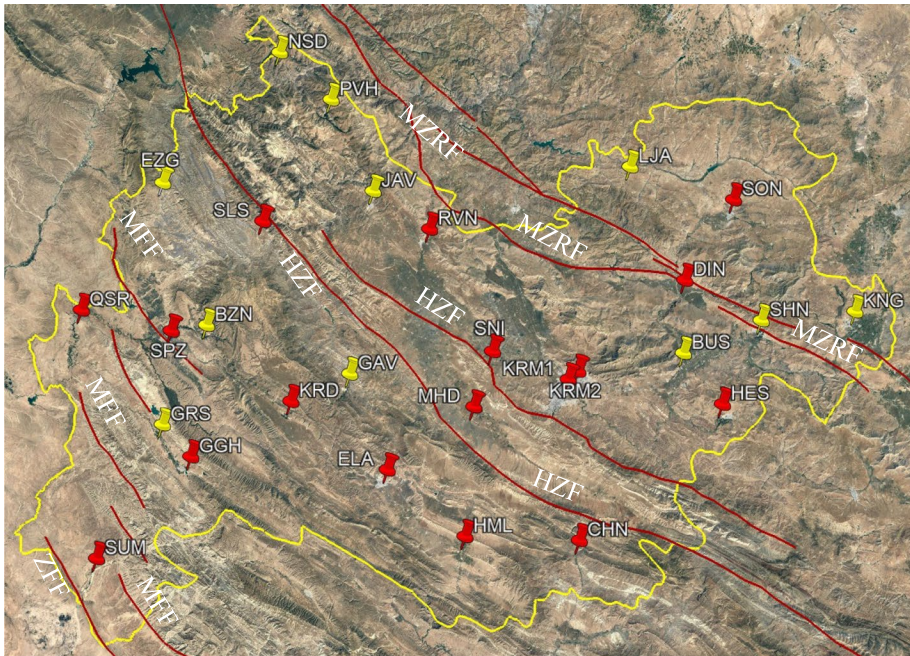 NSD
PVH
MZRF
EZG
LJA
JAV
SON
SLS
RVN
MFF
MZRF
HZF
DIN
QSR
HZF
KNG
BZN
SHN
SPZ
SNI
BUS
MZRF
GAV
KRM1
KRM2
MFF
KRD
MHD
HES
GRS
GGH
ELA
HZF
HML
CHN
SUM
ZFF
MFF